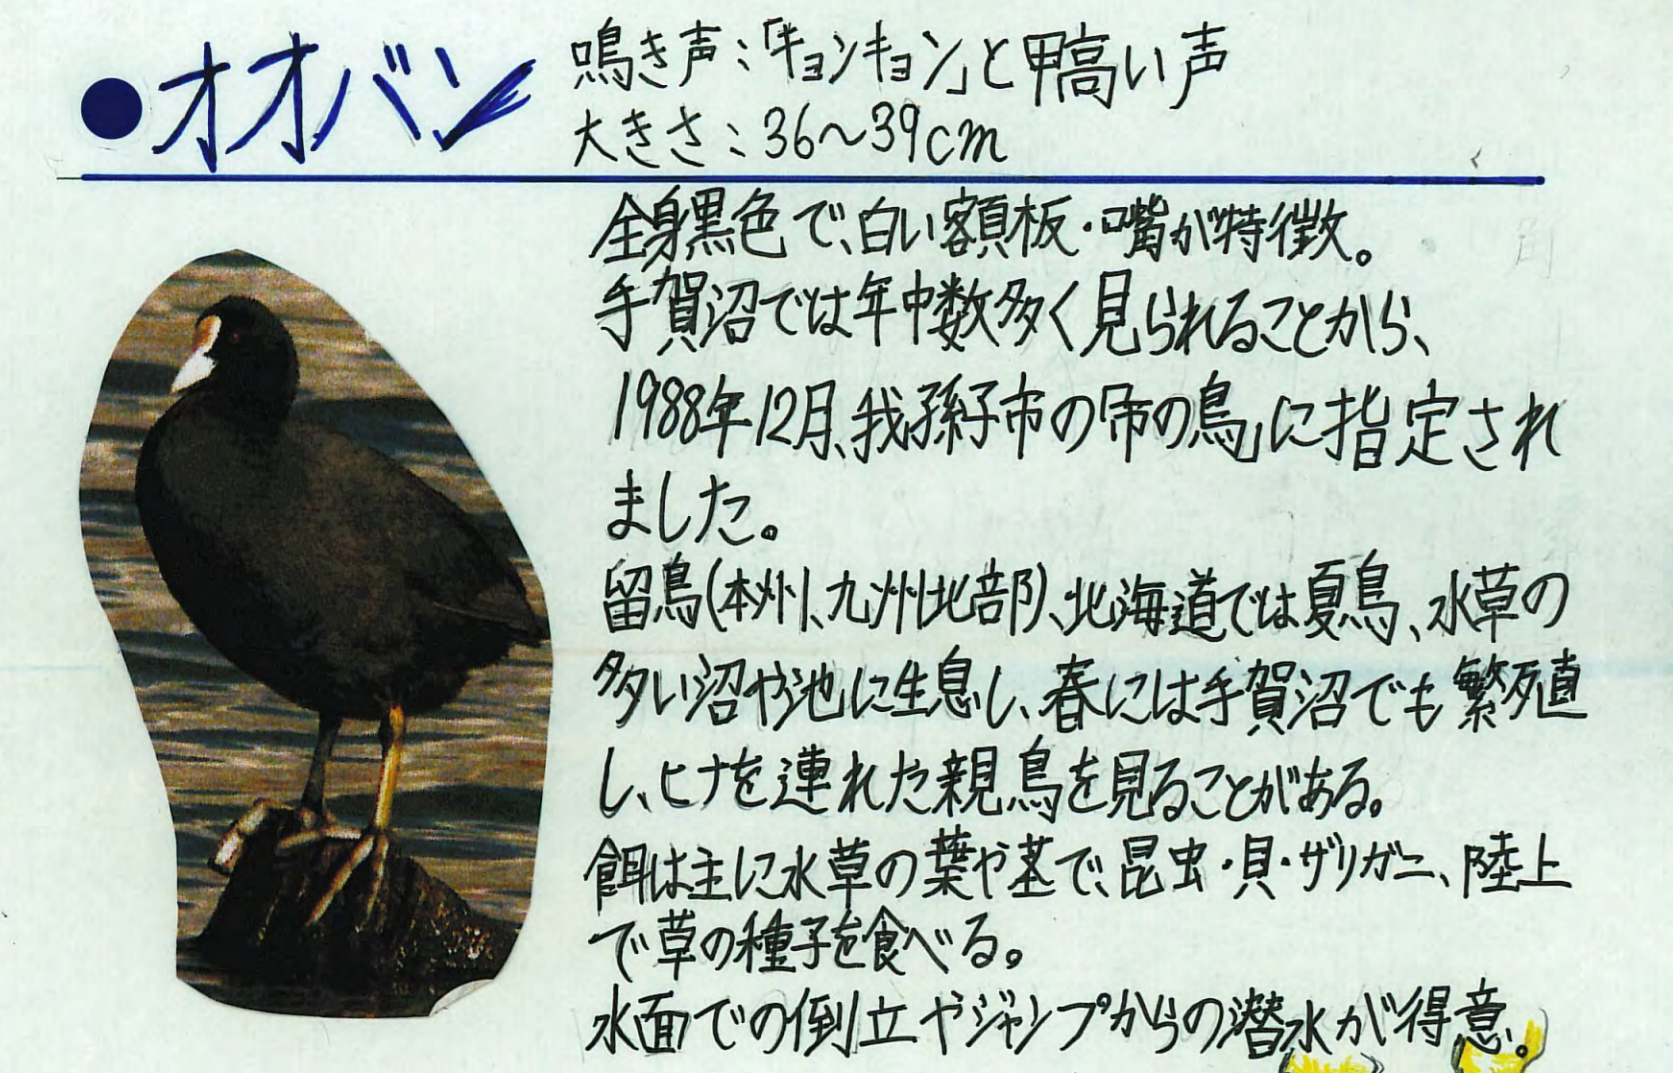 ●オオバン
鳴き声:「キョンキョン」と甲高い声
大きさ:36〜39cm
全身黒色で、白い額板・嘴が特徴。
手賀沼では年中数多く見られることから、
1988年12月、我孫子市の「市の鳥」に指定され
ました。
留鳥(本州、九州北部)、北海道では夏鳥、水草の
多い沼や池に生息し、春には手賀沼でも繁殖
し、ヒナを連れた親鳥を見ることがある。
餌は主に水草の葉や茎で、昆虫・貝・ザリガニ、陸上
で草の種子を食べる。
水面での倒立やジャンプからの潜水が得意。